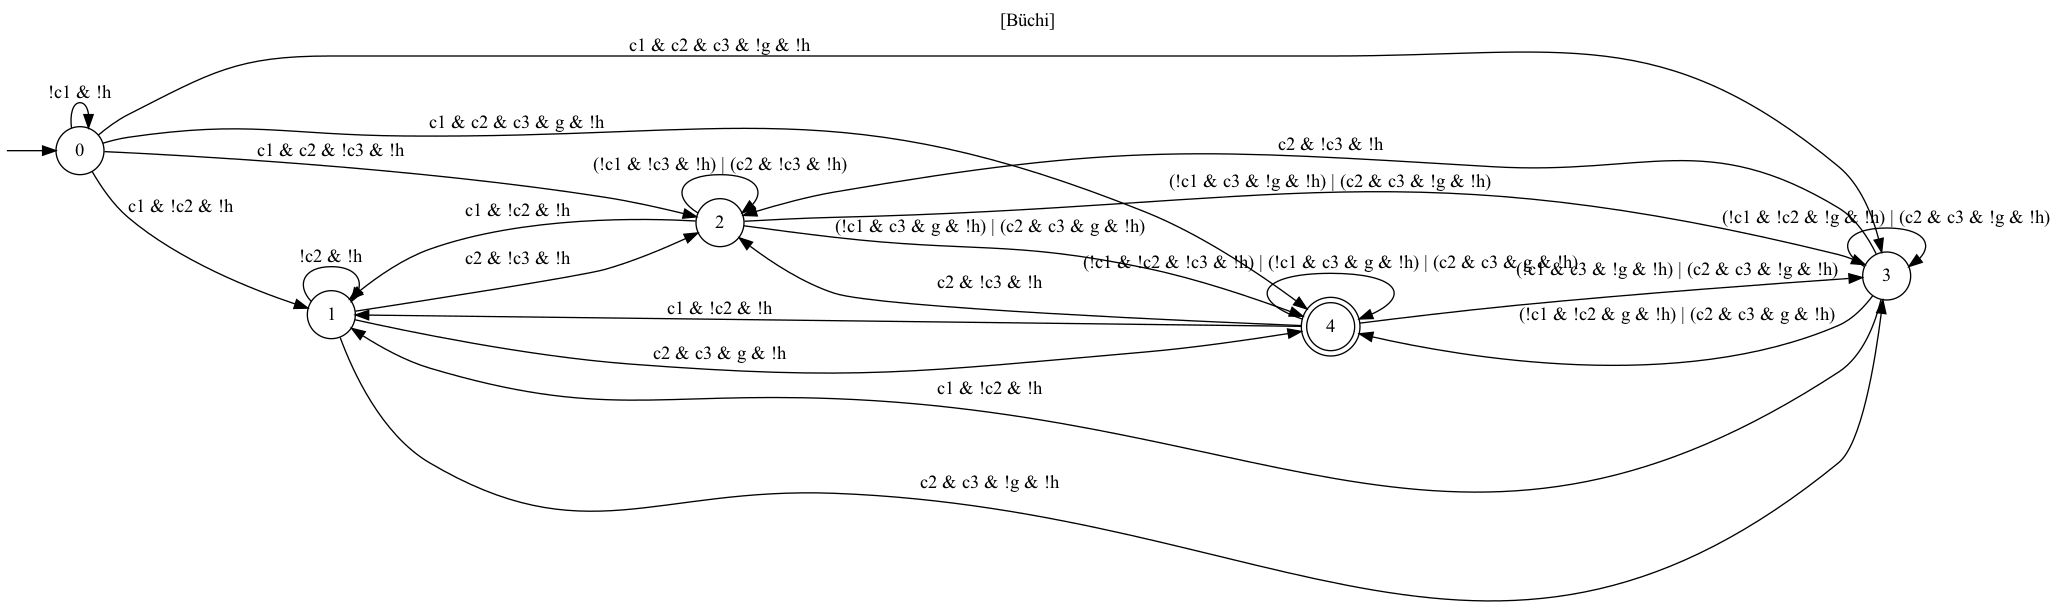 [Büchi]
c1 & c2 & c3 & !g & !h
!c1 & !h
c1 & c2 & c3 & g & !h
0
c1 & c2 & !c3 & !h
c2 & !c3 & !h
(!c1 & !c3 & !h) | (c2 & !c3 & !h)
(!c1 & c3 & !g & !h) | (c2 & c3 & !g & !h)
c1 & !c2 & !h
c1 & !c2 & !h
2
(!c1 & c3 & g & !h) | (c2 & c3 & g & !h)
(!c1 & !c2 & !g & !h) | (c2 & c3 & !g & !h)
!c2 & !h
c2 & !c3 & !h
(!c1 & !c2 & !c3 & !h) | (!c1 & c3 & g & !h) | (c2 & c3 & g & !h)
(!c1 & c3 & !g & !h) | (c2 & c3 & !g & !h)
3
c2 & !c3 & !h
1
c1 & !c2 & !h
4
(!c1 & !c2 & g & !h) | (c2 & c3 & g & !h)
c2 & c3 & g & !h
c1 & !c2 & !h
c2 & c3 & !g & !h